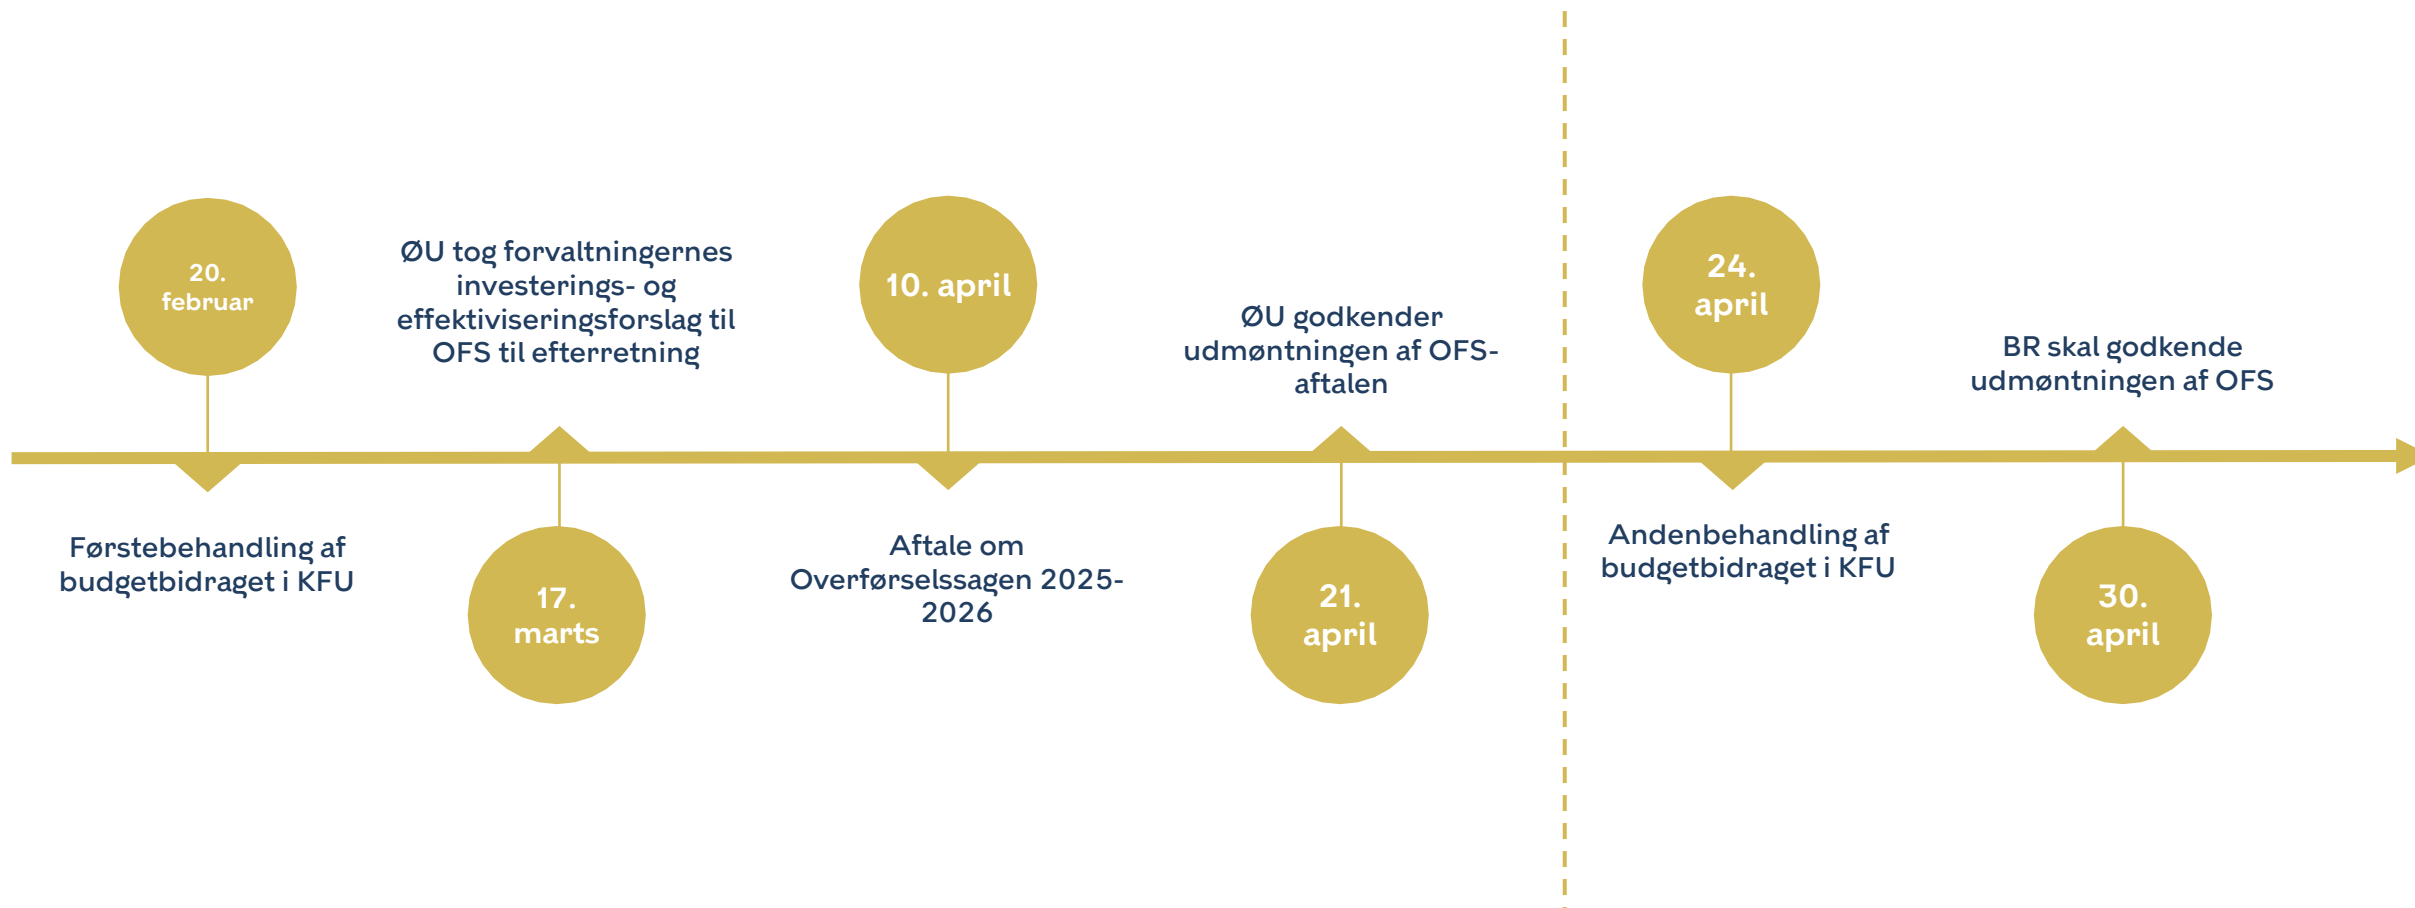 20.
februar
Førstebehandling af
budgetbidraget i KFU
ØU tog forvaltningernes
investerings- og
effektiviseringsforslag til
OFS til efterretning
17.
marts
10. april
Aftale om
Overførselssagen 2025-
2026
ØU godkender
udmøntningen af OFS-
aftalen
21.
april
24.
april
Andenbehandling af
budgetbidraget i KFU
BR skal godkende
udmøntningen af OFS
30.
april